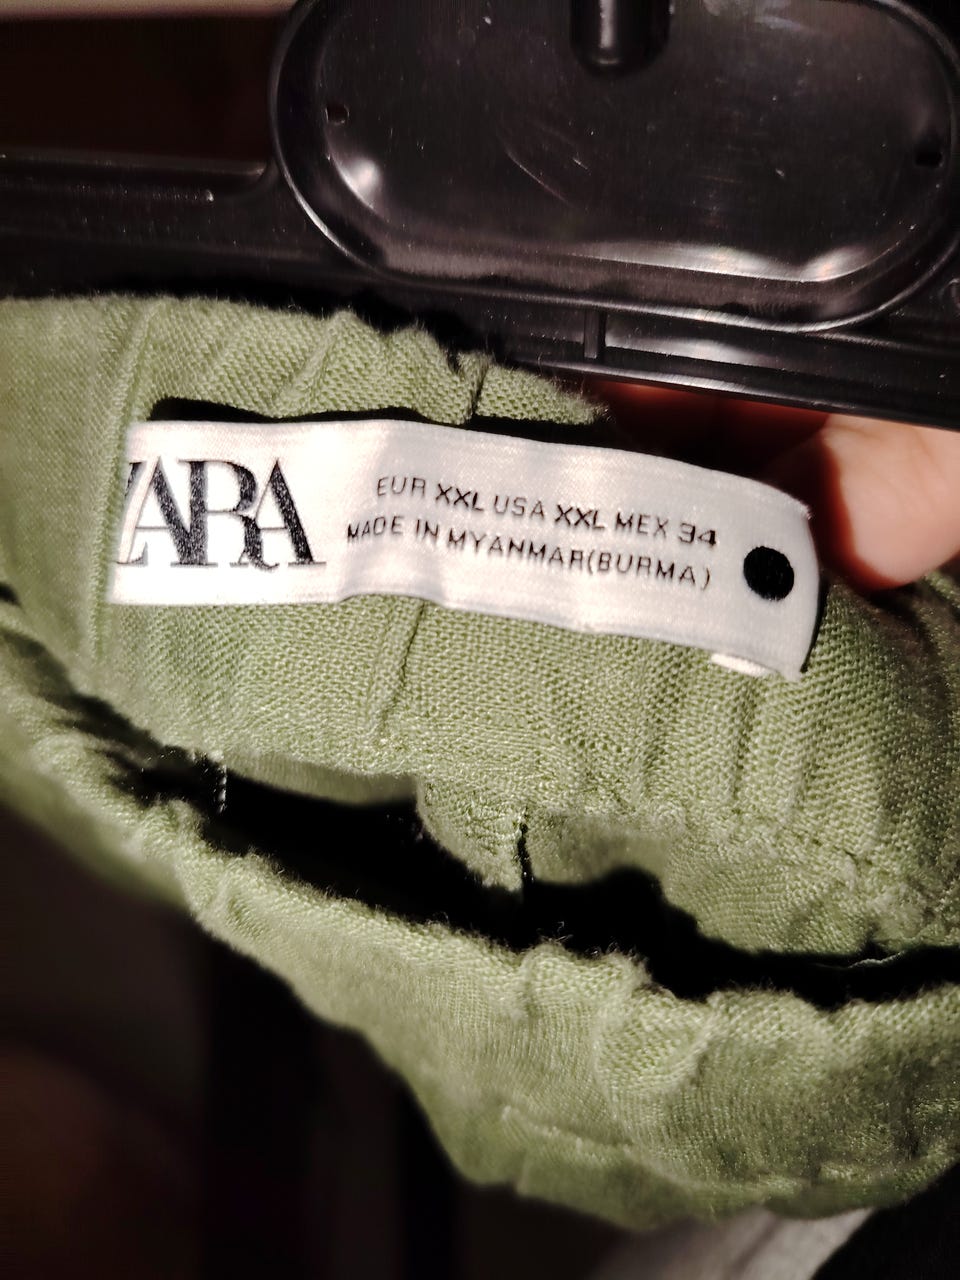 ZARA
EUR XXL USA XXL MEX 34
MADE IN MYANMAR(BURMA)